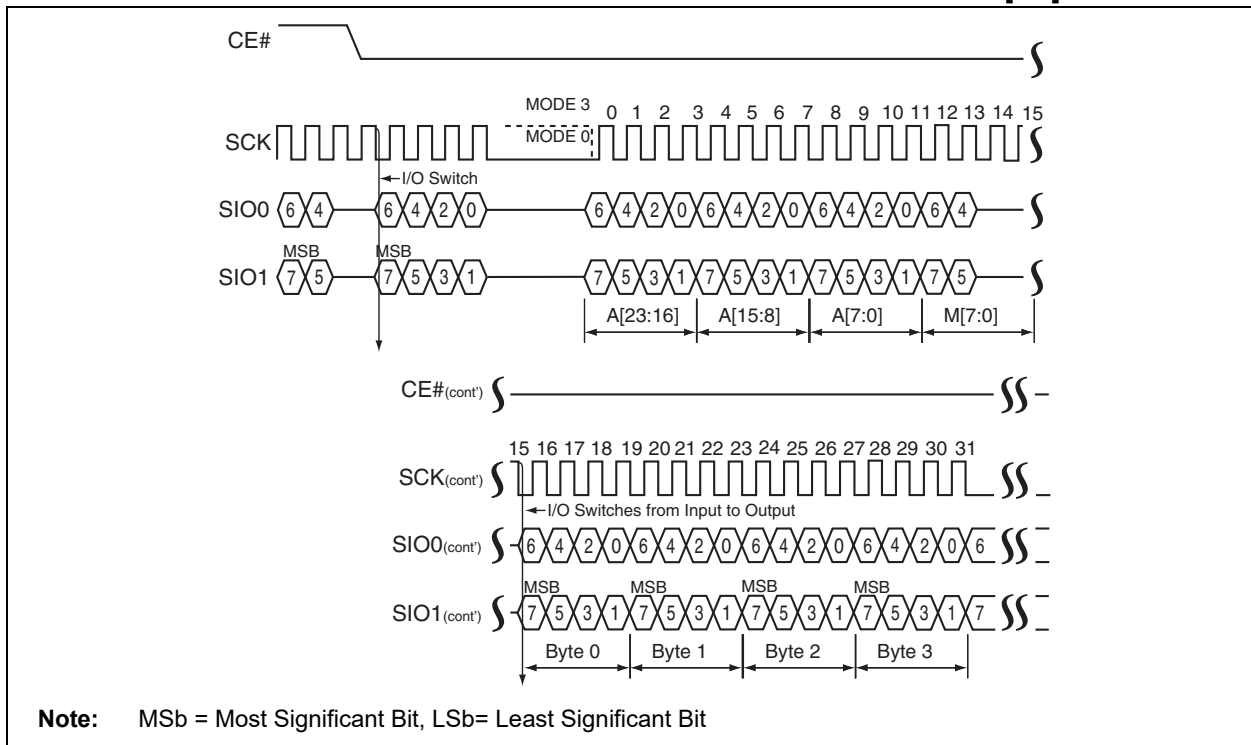 CE#
MODE 3
0 1 2 3 4 5 6 7 8 9 10 11 12 13 14 15
SCK
MODE 0
I/O Switch
SIO0 6 4 6 4 2 0 6 4 2 0 6 4 2 0 6 4 2 0 6 4
MSB MSB
SIO1 7 5 7 5 3 1 7 5 3 1 7 5 3 1 7 5 3 1 7 5
A[23:16] A[15:8] A[7:0] M[7:0]
CE#(cont')
15 16 17 18 19 20 21 22 23 24 25 26 27 28 29 30 31
SCK(cont')
I/O Switches from Input to Output
SIO0(cont') 6 4 2 0 6 4 2 0 6 4 2 0 6 4 2 0 6
MSB MSB MSB MSB
SIO1(cont') 7 5 3 1 7 5 3 1 7 5 3 1 7 5 3 1 7
Byte 0 Byte 1 Byte 2 Byte 3
Note: MSb = Most Significant Bit, LSb= Least Significant Bit